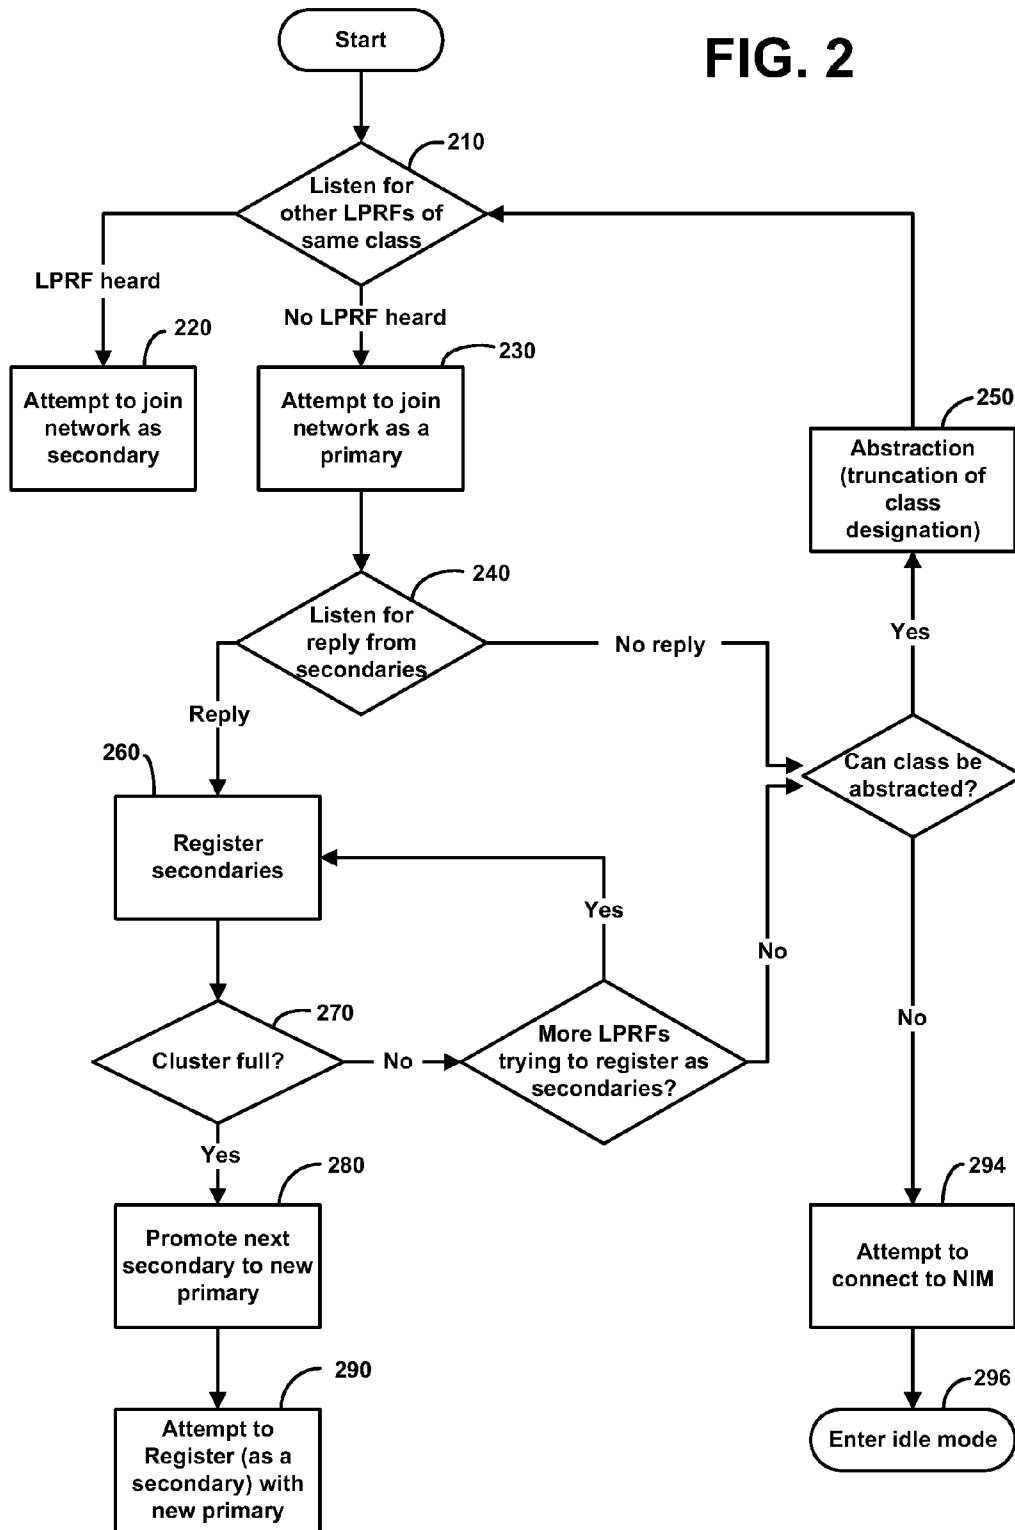 Start
FIG. 2
210
Listen for
other LPRFs of
same class
LPRF heard
No LPRF heard
220
Attempt to join
network as
secondary
230
Attempt to join
network as a
primary
250
Abstraction
(truncation of
class
designation)
240
Listen for
reply from
secondaries
No reply
Yes
Reply
260
Register
secondaries
Can class be
abstracted?
Yes
No
No
270
Cluster full?
No
More LPRFs
trying to register as
secondaries?
Yes
280
Promote next
secondary to new
primary
294
Attempt to
connect to NIM
290
Attempt to
Register (as a
secondary) with
new primary
296
Enter idle mode